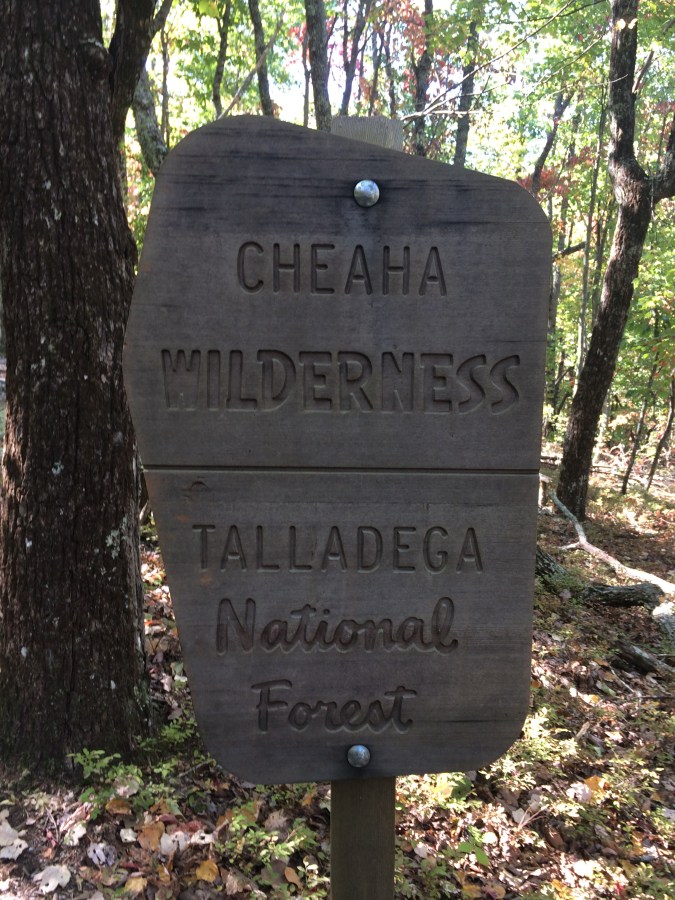 CHEAHA
WILDERNESS
TALLADEGA
National
Forest